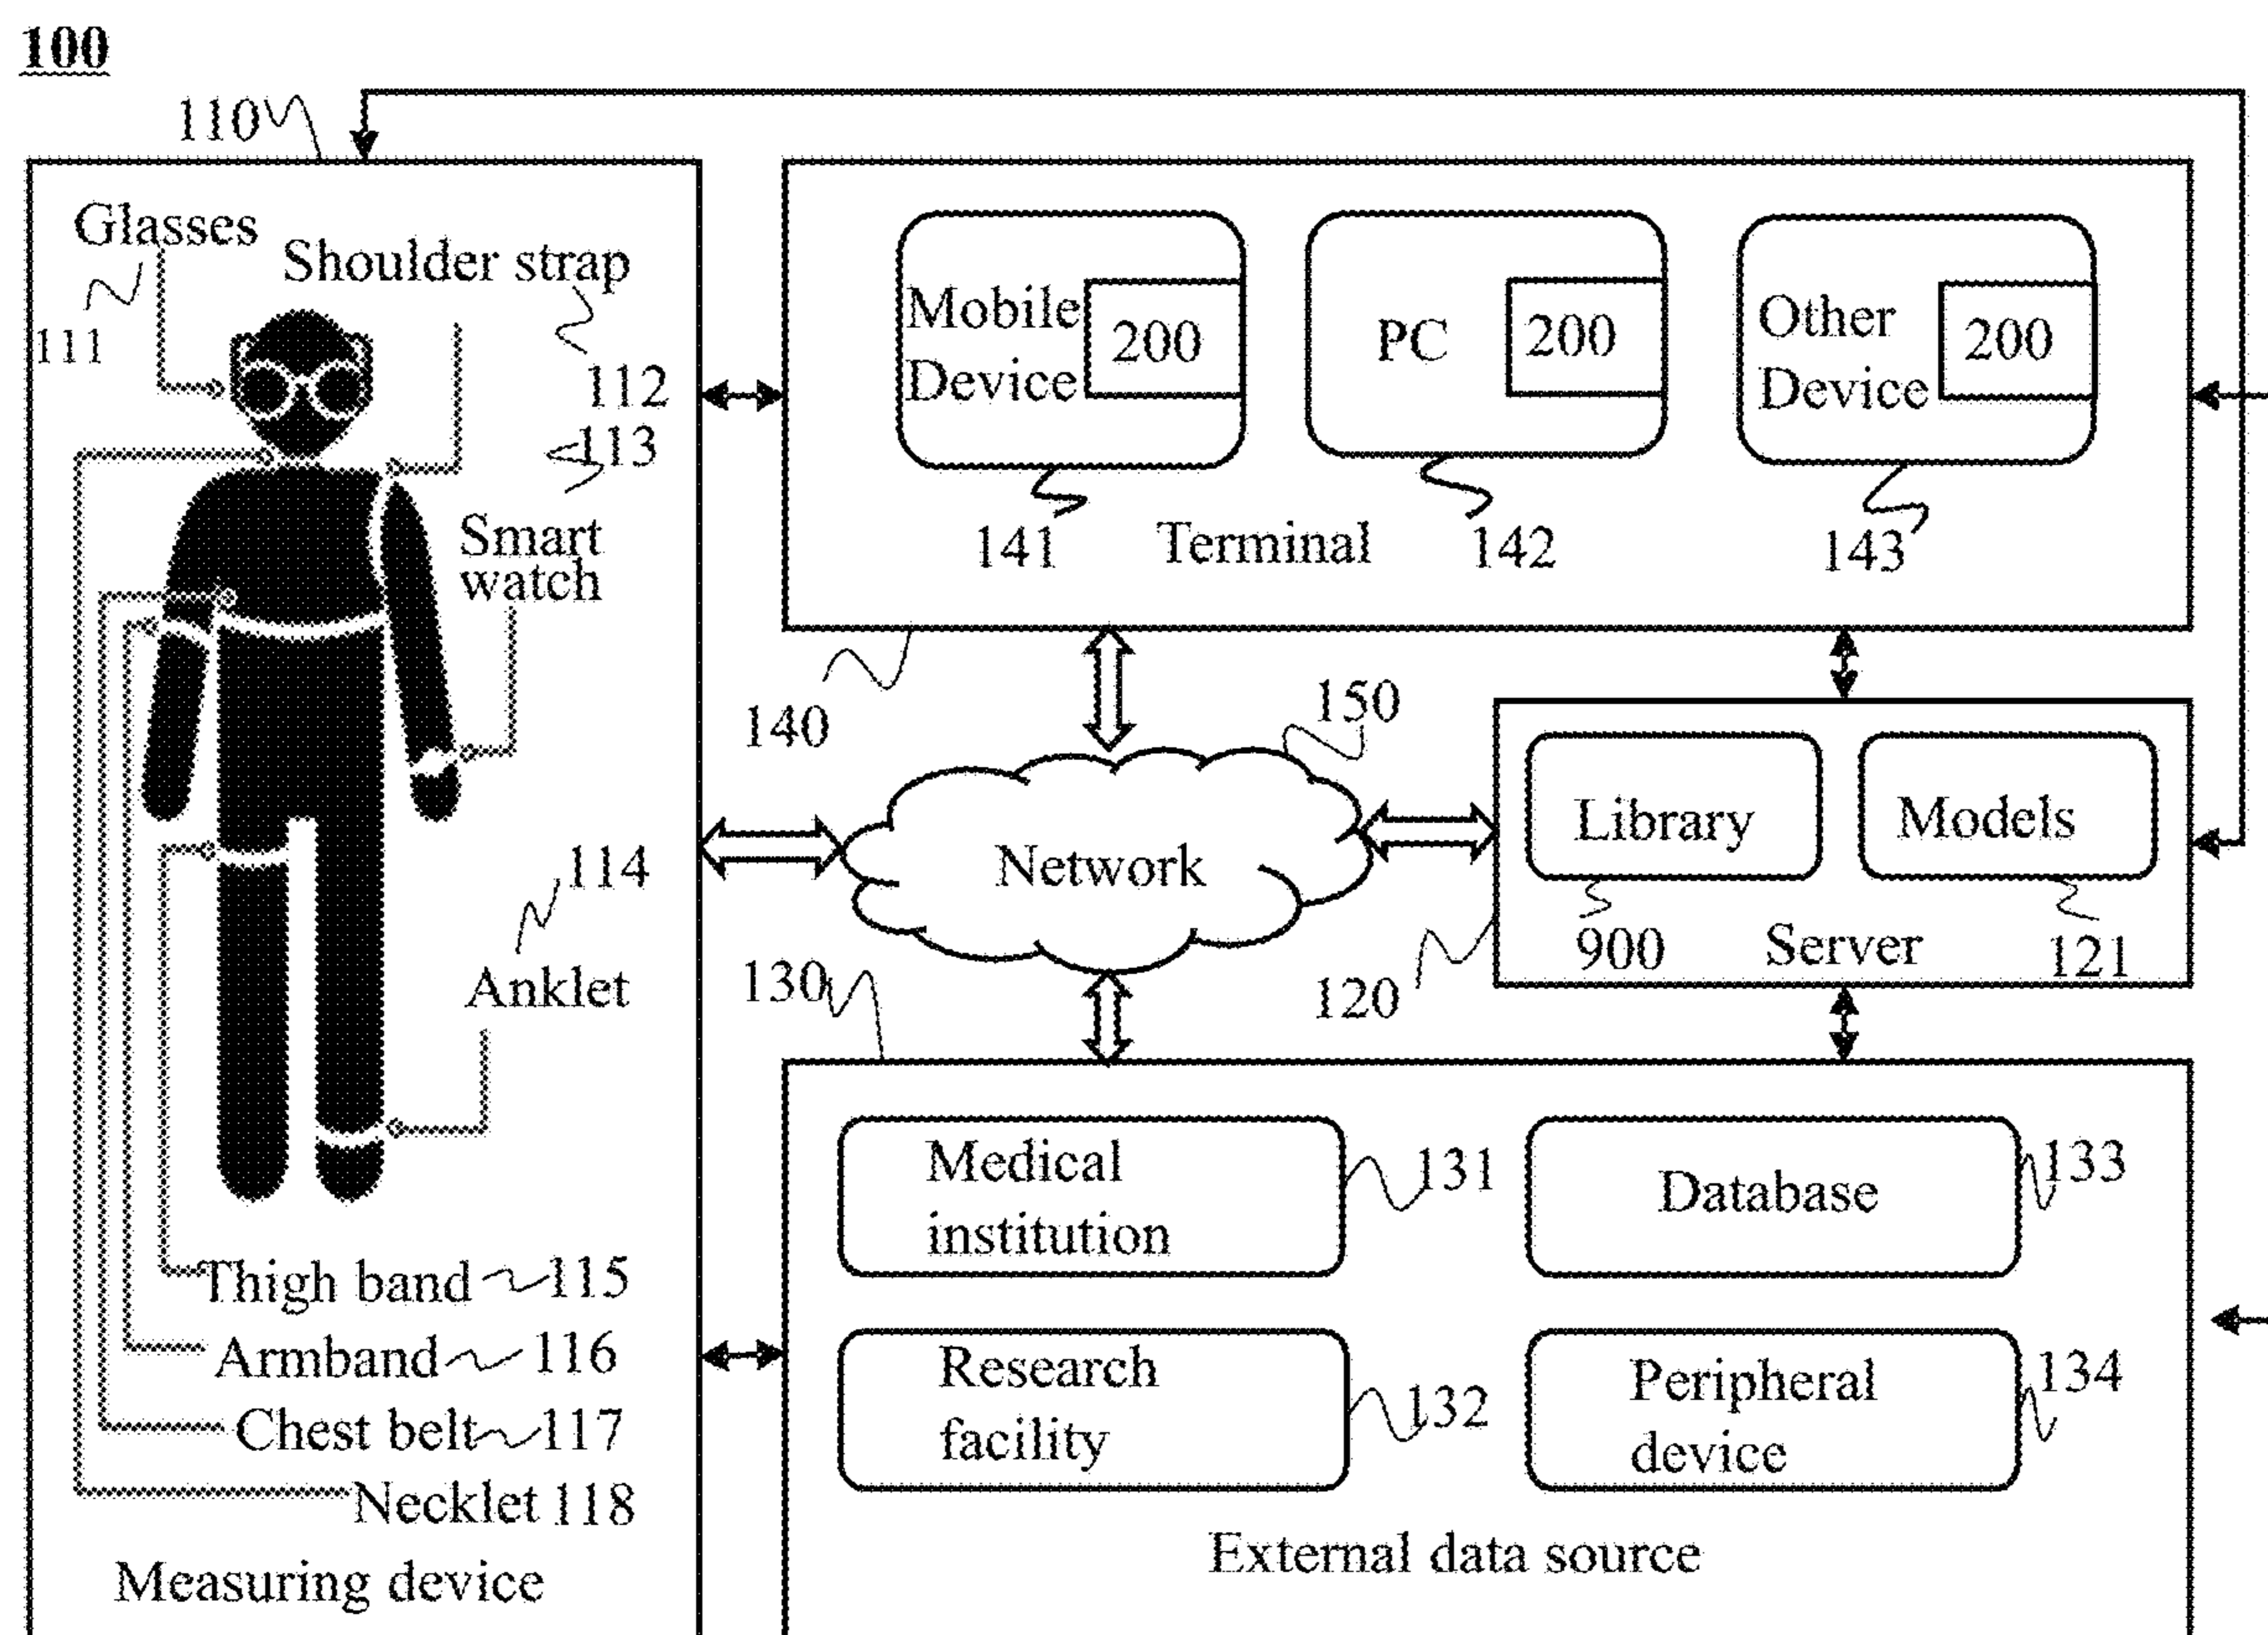 100
110
Glasses
Shoulder strap
111
112
113
Smart
watch
114
Anklet
Thigh band 115
Armband 116
Chest belt 117
Necklet 118
Measuring device
Mobile
Device
200
PC
200
Other
Device
200
141
Terminal
142
143
140
150
Network
Library
Models
900
Server
121
120
130
Medical
institution
131
Database
133
Research
facility
132
Peripheral
device
134
External data source